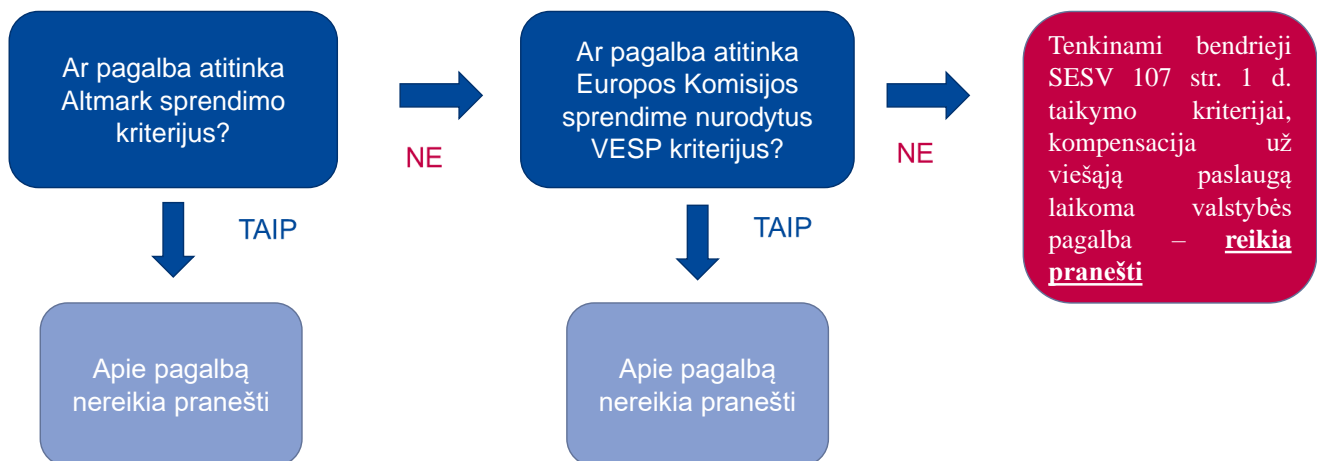 Ar pagalba atitinka
Altmark sprendimo
kriterijus?
NE
TAIP
Apie pagalbą
nereikia pranešti
Ar pagalba atitinka
Europos Komisijos
sprendime nurodytus
VESP kriterijus?
NE
TAIP
Apie pagalbą
nereikia pranešti
Tenkinami bendrieji
SESV 107 str. 1 d.
taikymo kriterijai,
kompensacija už
viešąją paslaugą
laikoma valstybės
pagalba – reikia
pranešti